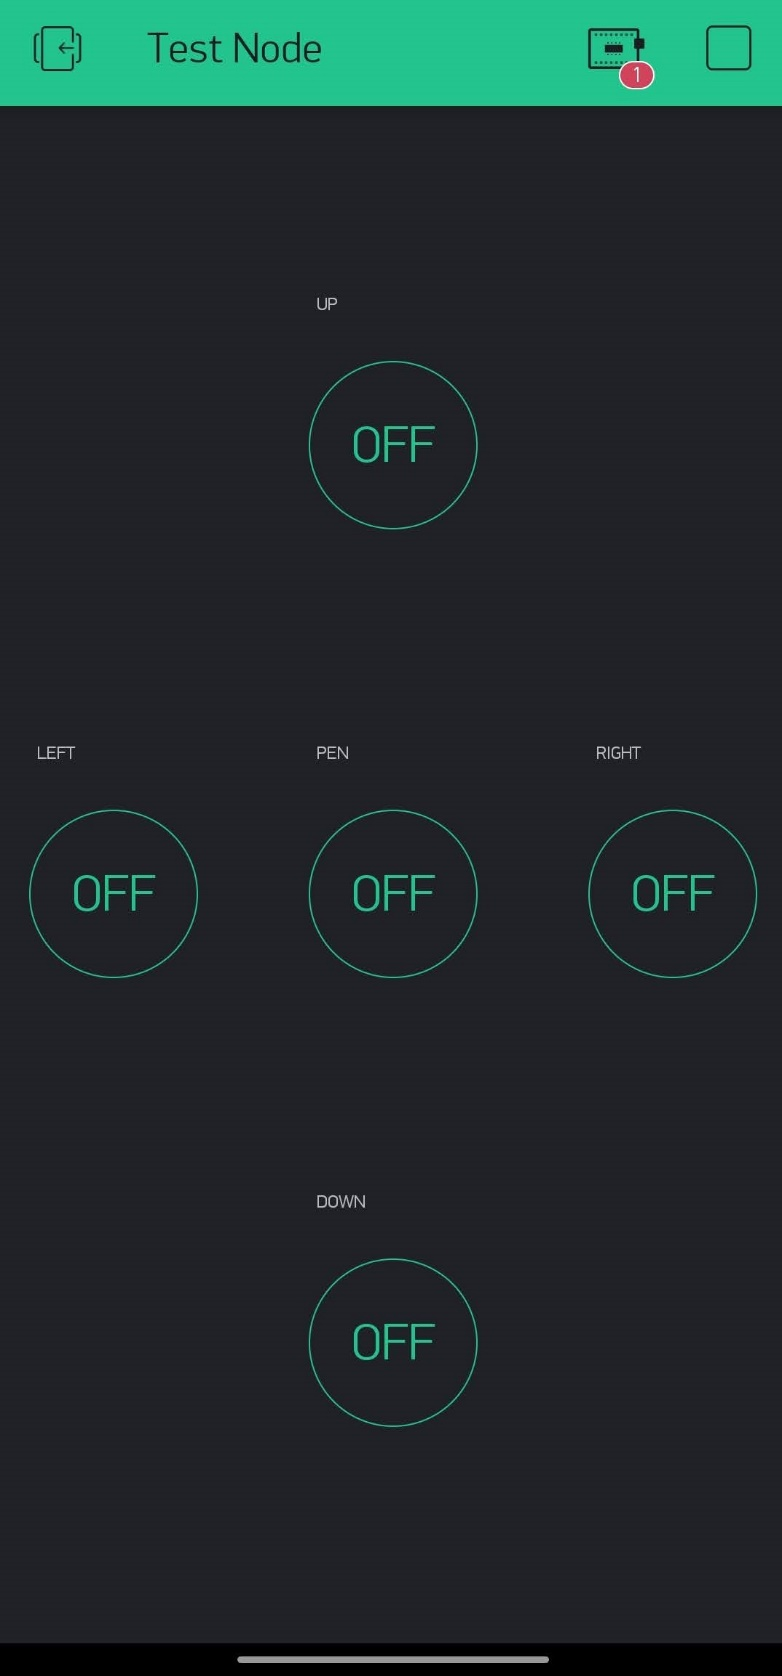 Test Node
1
UP
OFF
LEFT
PEN
RIGHT
OFF
OFF
OFF
DOWN
OFF